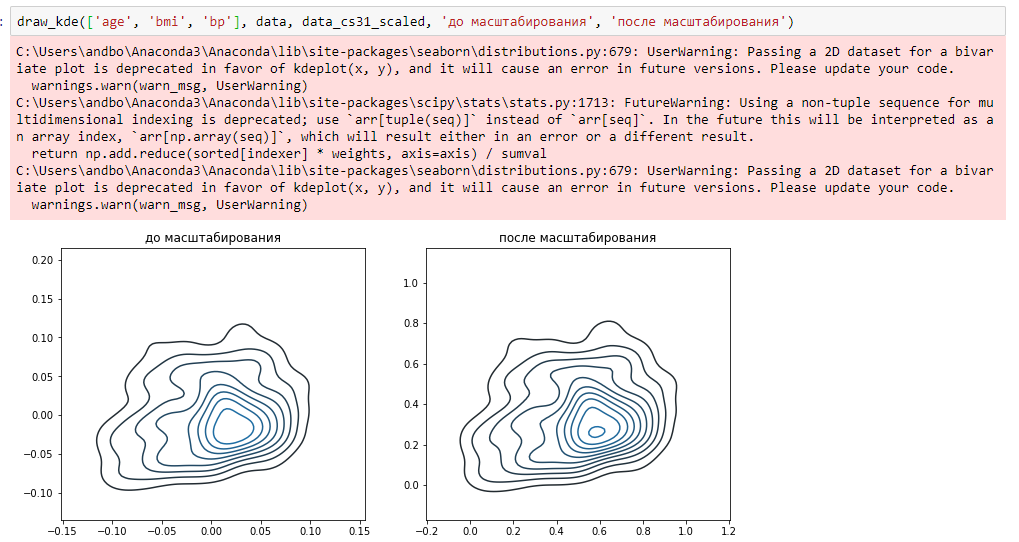 : draw_kde(['age', 'bmi', 'bp'], data, data_cs31_scaled, 'до масштабирования', 'после масштабирования')
C:\Users\andbo\Anaconda3\Anaconda\lib\site-packages\seaborn\distributions.py:679: UserWarning: Passing a 2D dataset for a bivar
iate plot is deprecated in favor of kdeplot(x, y), and it will cause an error in future versions. Please update your code.
  warnings.warn(warn_msg, UserWarning)
C:\Users\andbo\Anaconda3\Anaconda\lib\site-packages\scipy\stats\stats.py:1713: FutureWarning: Using a non-tuple sequence for mu
ltidimensional indexing is deprecated; use `arr[tuple(seq)]` instead of `arr[seq]`. In the future this will be interpreted as a
n array index, `arr[np.array(seq)]`, which will result either in an error or a different result.
  return np.add.reduce(sorted[indexer] * weights, axis=axis) / sumval
C:\Users\andbo\Anaconda3\Anaconda\lib\site-packages\seaborn\distributions.py:679: UserWarning: Passing a 2D dataset for a bivar
iate plot is deprecated in favor of kdeplot(x, y), and it will cause an error in future versions. Please update your code.
  warnings.warn(warn_msg, UserWarning)
до масштабирования
0.20
0.15
0.10
0.05
0.00
−0.05
−0.10
−0.15 −0.10 −0.05 0.00 0.05 0.10 0.15
после масштабирования
1.0
0.8
0.6
0.4
0.2
0.0
−0.2 0.0 0.2 0.4 0.6 0.8 1.0 1.2